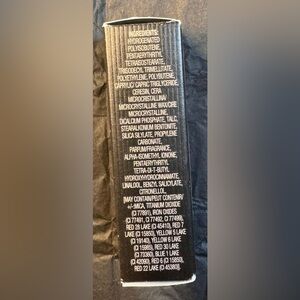 INGREDIENTS:
HYDROGENATED
POLYISOBUTENE,
PENTAERYTHRITYL
TETRAISOSTEARATE,
TRIISODECYL TRIMELLITATE,
POLYETHYLENE, POLYBUTENE,
CAPRYLIC/ CAPRIC TRIGLYCERIDE,
CERESIN, CERA
MICROCRISTALLINA/
MICROCRYSTALLINE WAX/CIRE
MICROCRYSTALLINE,
DICALCIUM PHOSPHATE, TALC,
STEARALKONIUM BENTONITE,
SILICA SILYLATE, PROPYLENE
CARBONATE,
PARFUM/FRAGRANCE,
ALPHA-ISOMETHYL IONONE,
PENTAERYTHRITYL
TETRA-DI-T-BUTYL
HYDROXYHYDROCINNAMATE,
LINALOOL, BENZYL SALICYLATE,
CITRONELLOL.
[MAY CONTAIN/PEUT CONTENIR/
+/-:MICA, TITANIUM DIOXIDE
(CI 77891), IRON OXIDES
(CI 77491, CI 77492, CI 77499),
RED 28 LAKE (CI 45410), RED 7
LAKE (CI 15850), YELLOW 5 LAKE
(CI 19140), YELLOW 6 LAKE
(CI 15985), RED 30 LAKE
(CI 73360), BLUE 1 LAKE
(CI 42090), RED 6 (CI 15850),
RED 22 LAKE (CI 45380)].